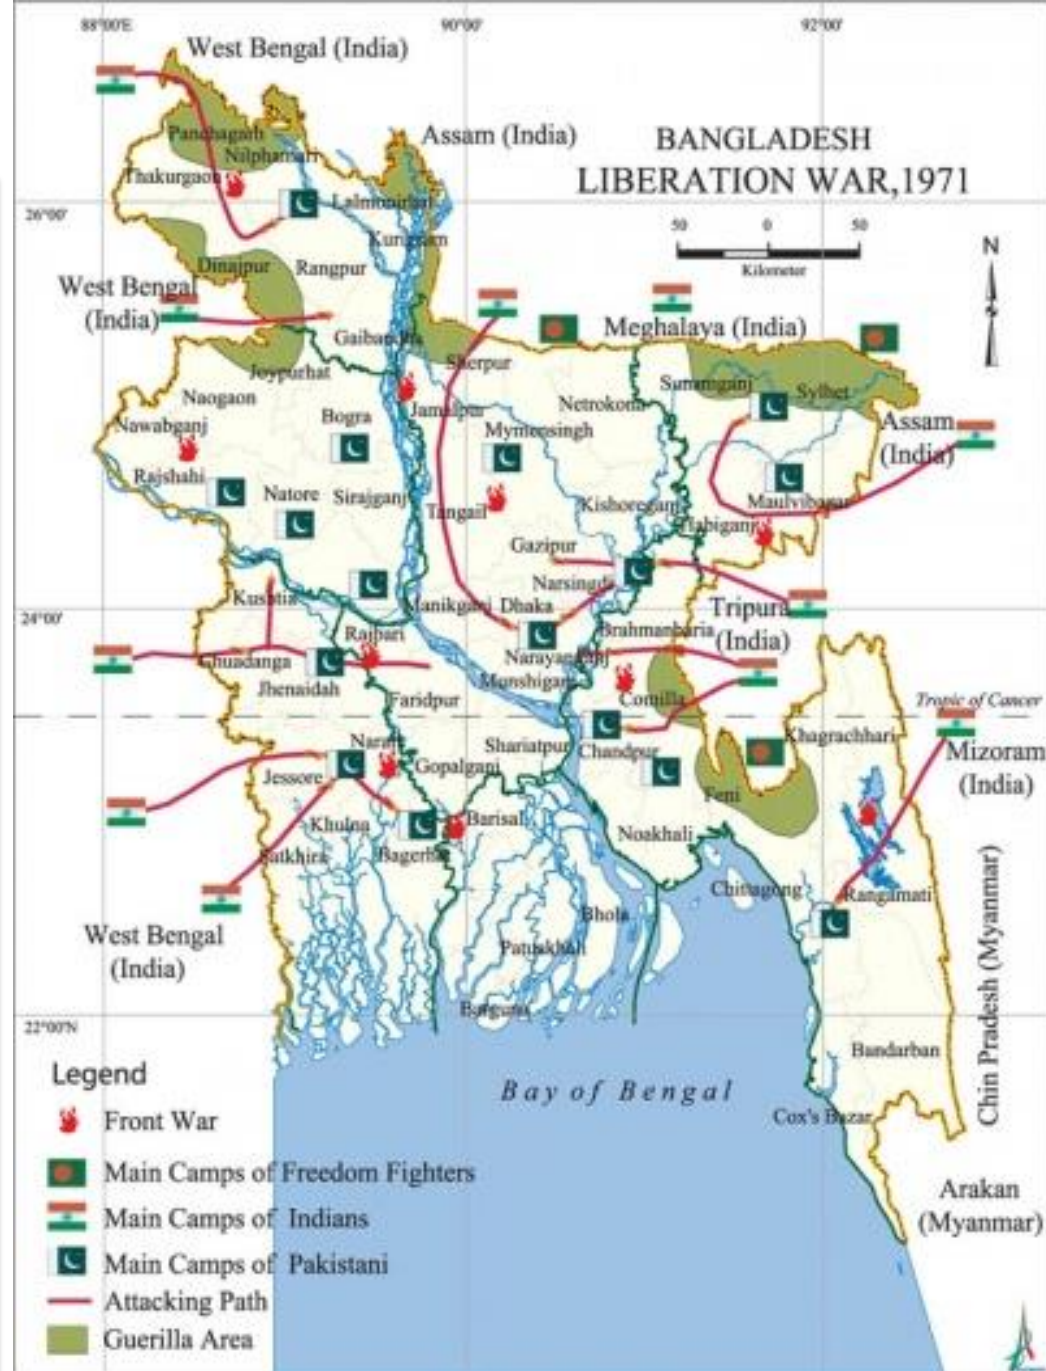 88°00'E
90°00'
92°00'
West Bengal (India)
Assam (India)
BANGLADESH
LIBERATION WAR,1971
50 0 50
Kilometer
N
26°00'
Panchagarh
Nilphamari
Thakurgaon
Lalmonirhat
Kurigram
Dinajpur
Rangpur
West Bengal
(India)
Meghalaya (India)
Gaibandha
Sherpur
Joypurhat
Sunamganj
Sylhet
Naogaon
Bogra
Jamalpur
Netrokona
Assam
(India)
Nawabganj
Mymensingh
Rajshahi
Natore
Sirajganj
Tangail
Kishoreganj
Maulvibazar
Habiganj
Gazipur
Narsingdi
24°00'
Kushtia
Manikganj
Dhaka
Tripura
(India)
Rajbari
Brahmanbaria
Chuadanga
Narayanganj
Jhenaidah
Munshiganj
Faridpur
Comilla
Tropic of Cancer
Narail
Shariatpur
Chandpur
Khagrachhari
Mizoram
(India)
Jessore
Gopalganj
Feni
Khulna
Barisal
Noakhali
Satkhira
Bagerhat
Chittagong
Rangamati
West Bengal
(India)
Bhola
Patuakhali
Barguna
Chin Pradesh (Myanmar)
22°00'N
Bandarban
Bay of Bengal
Cox's Bazar
Arakan
(Myanmar)
Legend
Front War
Main Camps of Freedom Fighters
Main Camps of Indians
Main Camps of Pakistani
Attacking Path
Guerilla Area